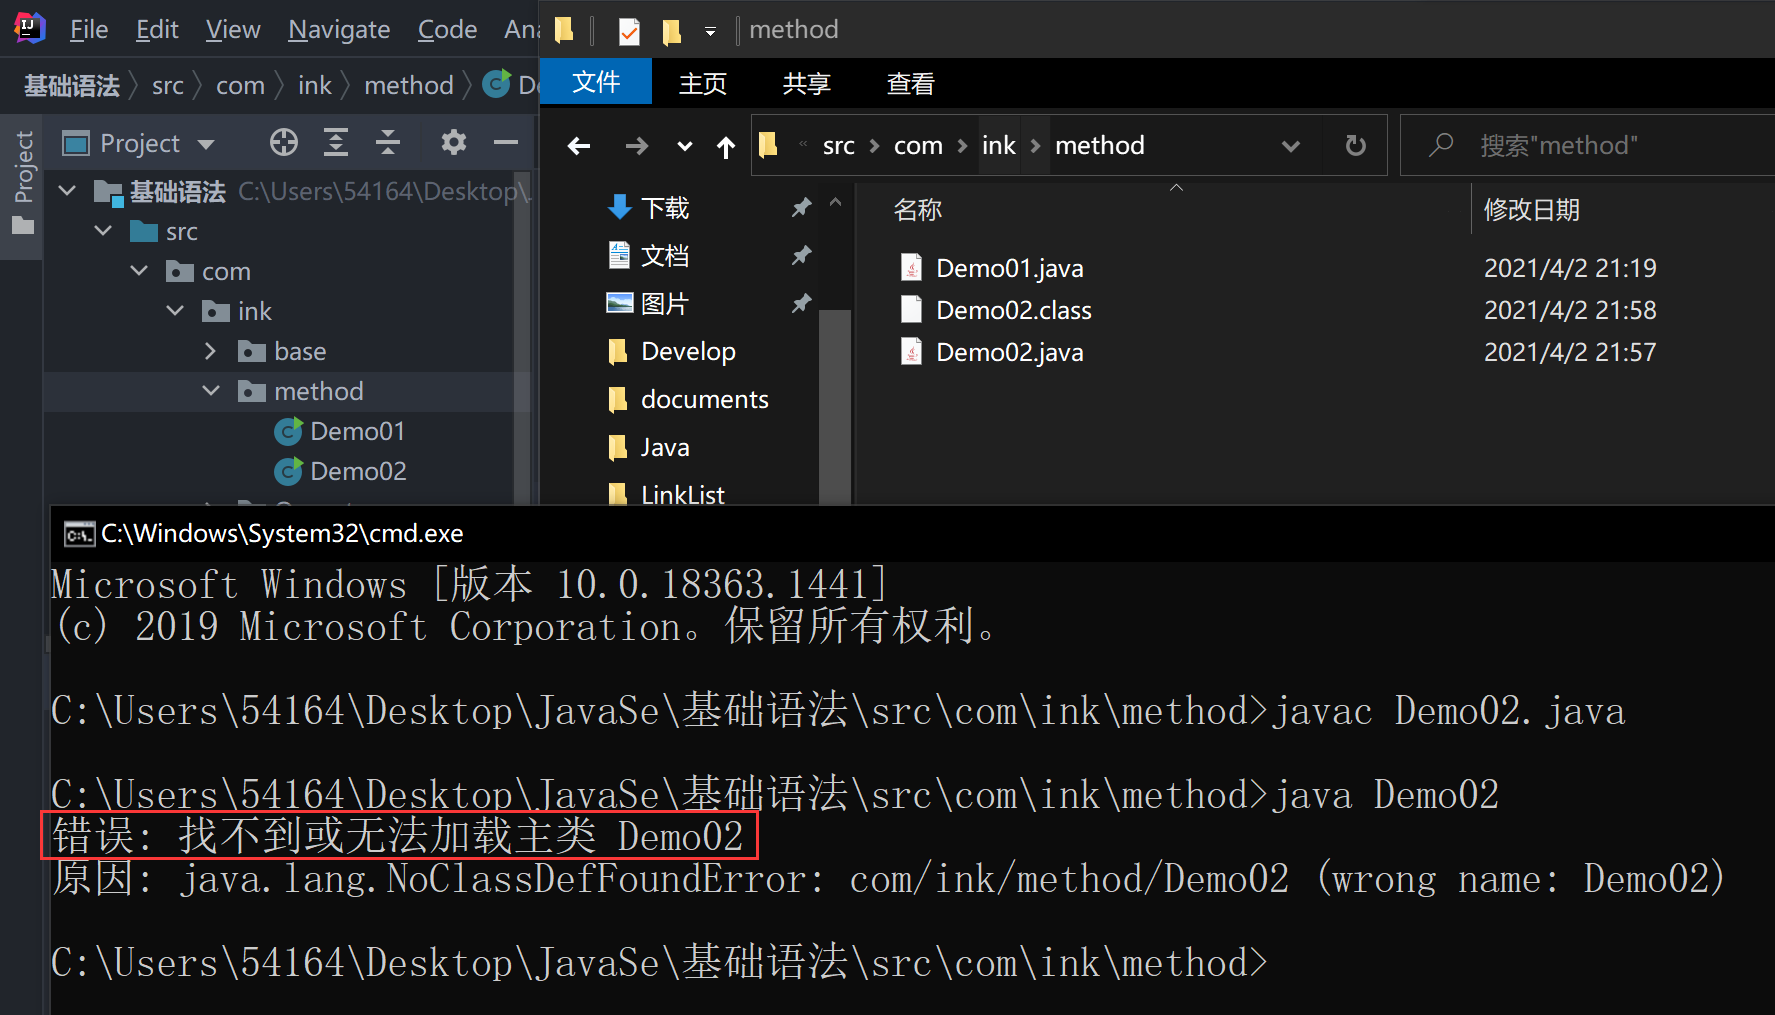 File Edit View Navigate Code
基础语法 src com ink method
Project
Project
基础语法 C:\Users\54164\Desktop\
src
com
ink
base
method
Demo01
Demo02
method
文件 主页 共享 查看
« src com ink method
搜索"method"
下载
文档
图片
Develop
documents
Java
LinkList
名称 修改日期
Demo01.java 2021/4/2 21:19
Demo02.class 2021/4/2 21:58
Demo02.java 2021/4/2 21:57
C:\Windows\System32\cmd.exe
Microsoft Windows [版本 10.0.18363.1441]
(c) 2019 Microsoft Corporation。保留所有权利。
C:\Users\54164\Desktop\JavaSe\基础语法\src\com\ink\method>javac Demo02.java
C:\Users\54164\Desktop\JavaSe\基础语法\src\com\ink\method>java Demo02
错误: 找不到或无法加载主类 Demo02
原因: java.lang.NoClassDefFoundError: com/ink/method/Demo02 (wrong name: Demo02)
C:\Users\54164\Desktop\JavaSe\基础语法\src\com\ink\method>